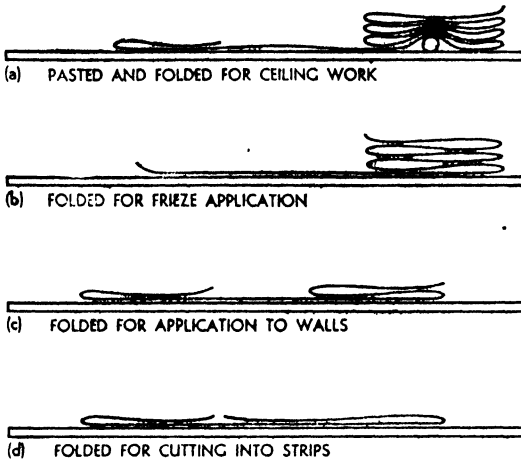 (a) PASTED AND FOLDED FOR CEILING WORK
(b) FOLDED FOR FRIEZE APPLICATION
(c) FOLDED FOR APPLICATION TO WALLS
(d) FOLDED FOR CUTTING INTO STRIPS